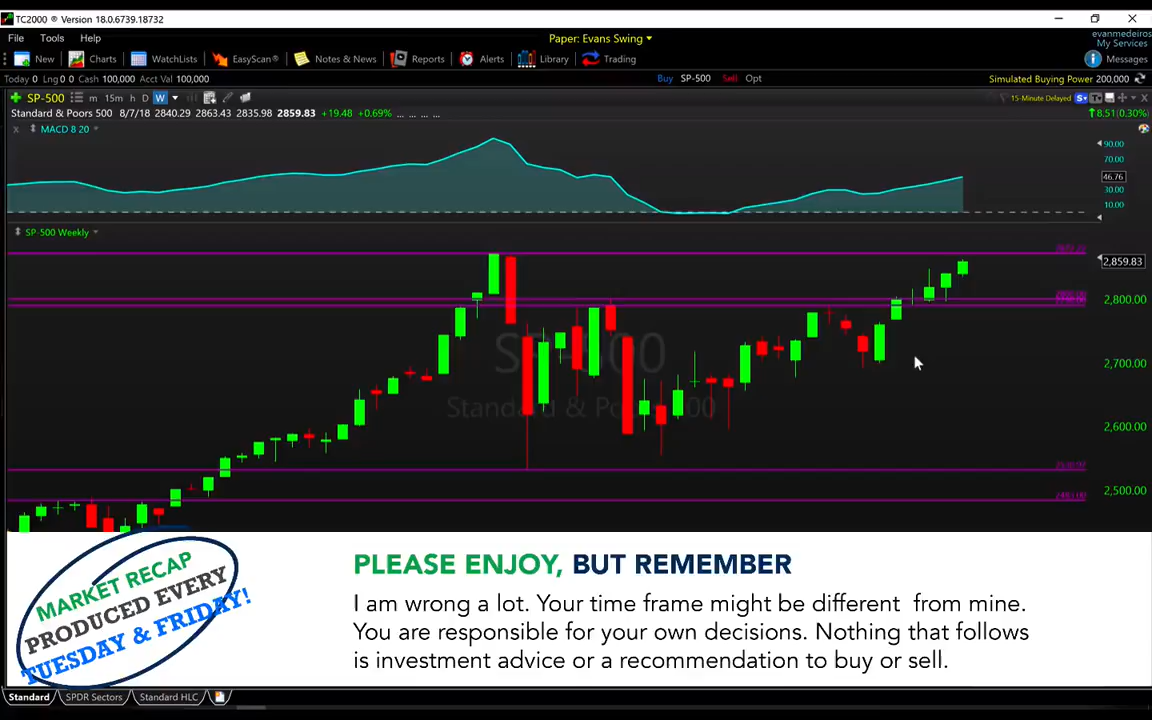 TC2000 ® Version 18.0.6739.18732
File Tools Help
Paper: Evans Swing
evanmedeiros
My Services
New Charts WatchLists EasyScan® Notes & News Reports Alerts Library Trading
Messages
Today 0 Lng 0 0 Cash 100,000 Acct Val 100,000
Buy SP-500 Sell Opt
Simulated Buying Power 200,000
SP-500 m 15m h D W
15-Minute Delayed S TC
Standard & Poors 500 8/7/18 2840.29 2863.43 2835.98 2859.83 +19.48 +0.69% ... ... ... ...
8.51(0.30%)
x MACD 8 20
90.00
70.00
46.76
30.00
10.00
SP-500 Weekly
2,859.83
2,800.00
SP-500
2,700.00
Standard & Poors 500
2,600.00
2,500.00
MARKET RECAP
PRODUCED EVERY
TUESDAY & FRIDAY!
PLEASE ENJOY, BUT REMEMBER
I am wrong a lot. Your time frame might be different from mine.
You are responsible for your own decisions. Nothing that follows
is investment advice or a recommendation to buy or sell.
Standard SPDR Sectors Standard HLC